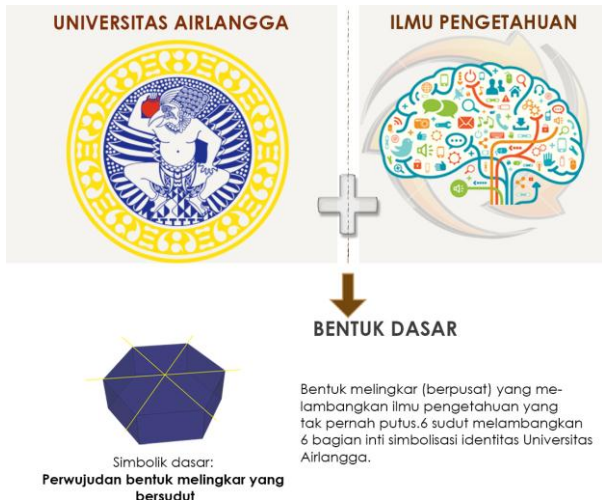 UNIVERSITAS AIRLANGGA
ILMU PENGETAHUAN
BENTUK DASAR
Bentuk melingkar (berpusat) yang me-
lambangkan ilmu pengetahuan yang
tak pernah putus.6 sudut melambangkan
6 bagian inti simbolisasi identitas Universitas
Airlangga.
Simbolik dasar:
Perwujudan bentuk melingkar yang
bersudut